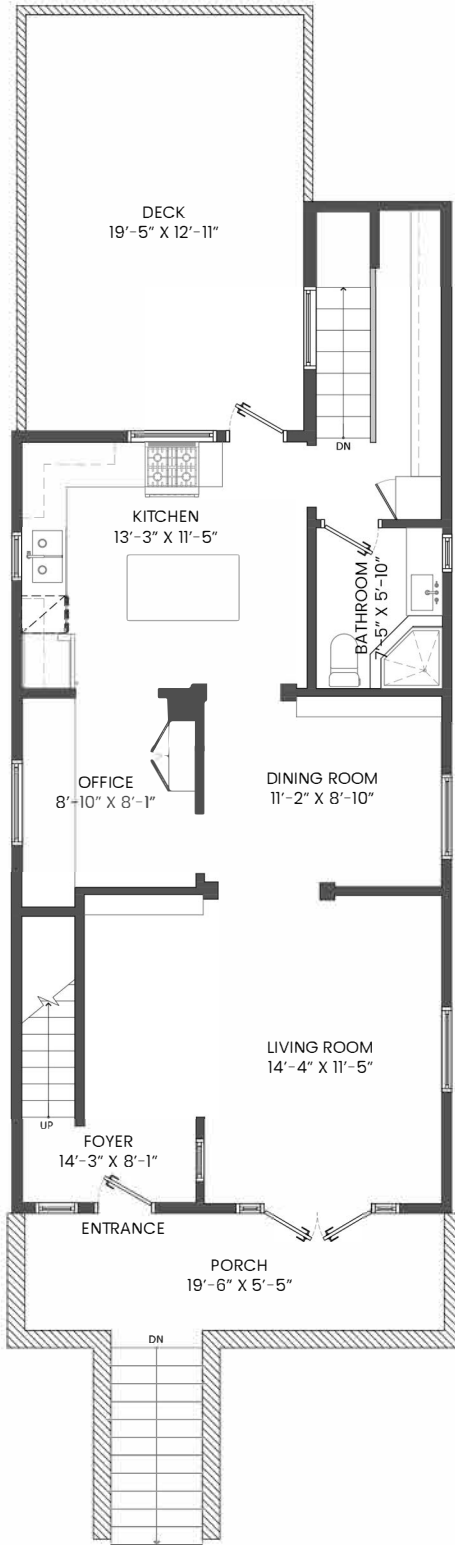 DECK
19'-5" X 12'-11"
DN
KITCHEN
13'-3" X 11'-5"
BATHROOM
7'-5" X 5'-10"
OFFICE
8'-10" X 8'-1"
DINING ROOM
11'-2" X 8'-10"
LIVING ROOM
14'-4" X 11'-5"
UP
FOYER
14'-3" X 8'-1"
ENTRANCE
PORCH
19'-6" X 5'-5"
DN